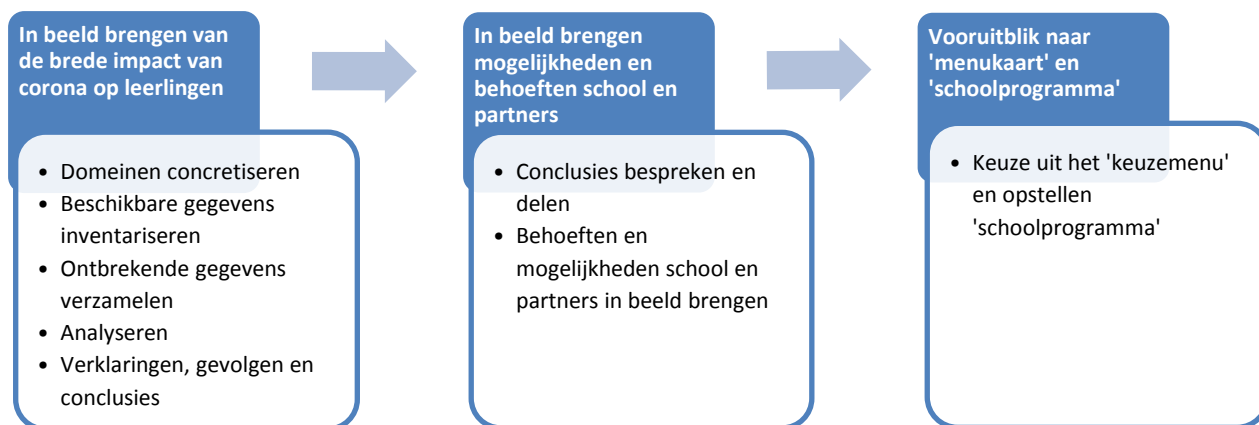 In beeld brengen van
de brede impact van
corona op leerlingen
• Domeinen concretiseren
• Beschikbare gegevens
inventariseren
• Ontbrekende gegevens
verzamelen
• Analyseren
• Verklaringen, gevolgen en
conclusies
In beeld brengen
mogelijkheden en
behoeften school en
partners
• Conclusies bespreken en
delen
• Behoeften en
mogelijkheden school en
partners in beeld brengen
Vooruitblik naar
'menukaart' en
'schoolprogramma'
• Keuze uit het 'keuzemenu'
en opstellen
'schoolprogramma'